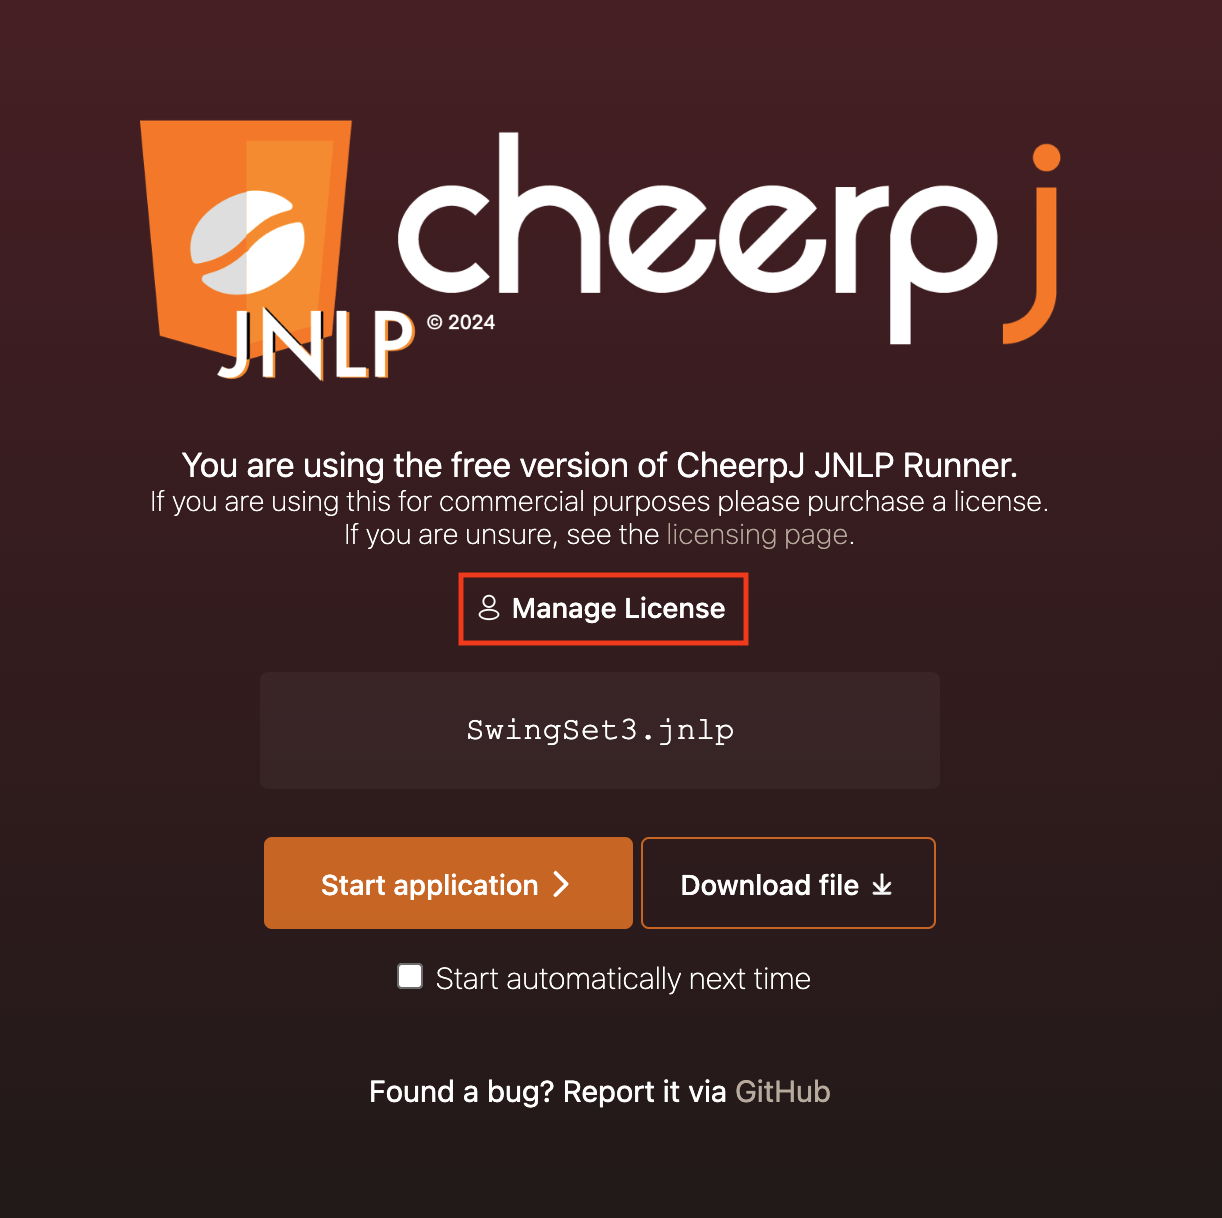 cheerpj
JNLP © 2024
You are using the free version of CheerpJ JNLP Runner.
If you are using this for commercial purposes please purchase a license.
If you are unsure, see the licensing page.
Manage License
SwingSet3.jnlp
Start application
Download file
Start automatically next time
Found a bug? Report it via GitHub